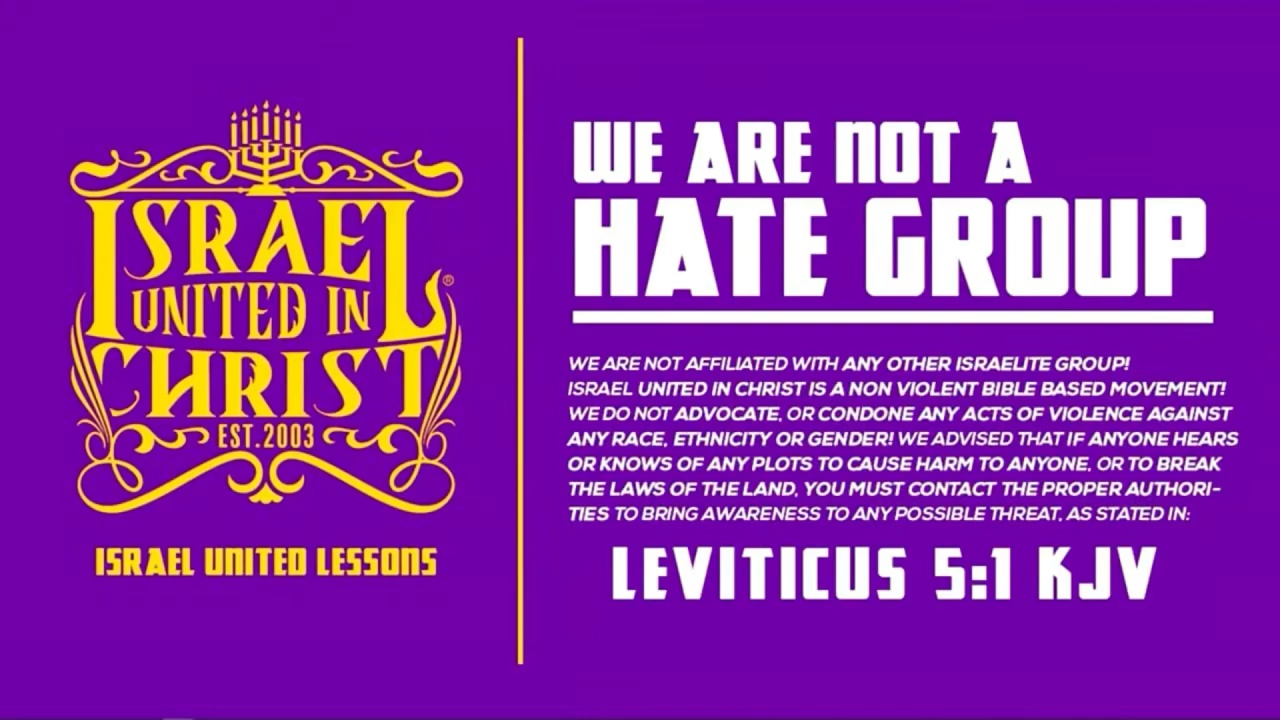 ISRAEL
UNITED IN
CHRIST
®
EST.2003
ISRAEL UNITED LESSONS
WE ARE NOT A
HATE GROUP
WE ARE NOT AFFILIATED WITH ANY OTHER ISRAELITE GROUP!
ISRAEL UNITED IN CHRIST IS A NON VIOLENT BIBLE BASED MOVEMENT!
WE DO NOT ADVOCATE, OR CONDONE ANY ACTS OF VIOLENCE AGAINST
ANY RACE, ETHNICITY OR GENDER! WE ADVISED THAT IF ANYONE HEARS
OR KNOWS OF ANY PLOTS TO CAUSE HARM TO ANYONE, OR TO BREAK
THE LAWS OF THE LAND, YOU MUST CONTACT THE PROPER AUTHORI-
TIES TO BRING AWARENESS TO ANY POSSIBLE THREAT, AS STATED IN:
LEVITICUS 5:1 KJV